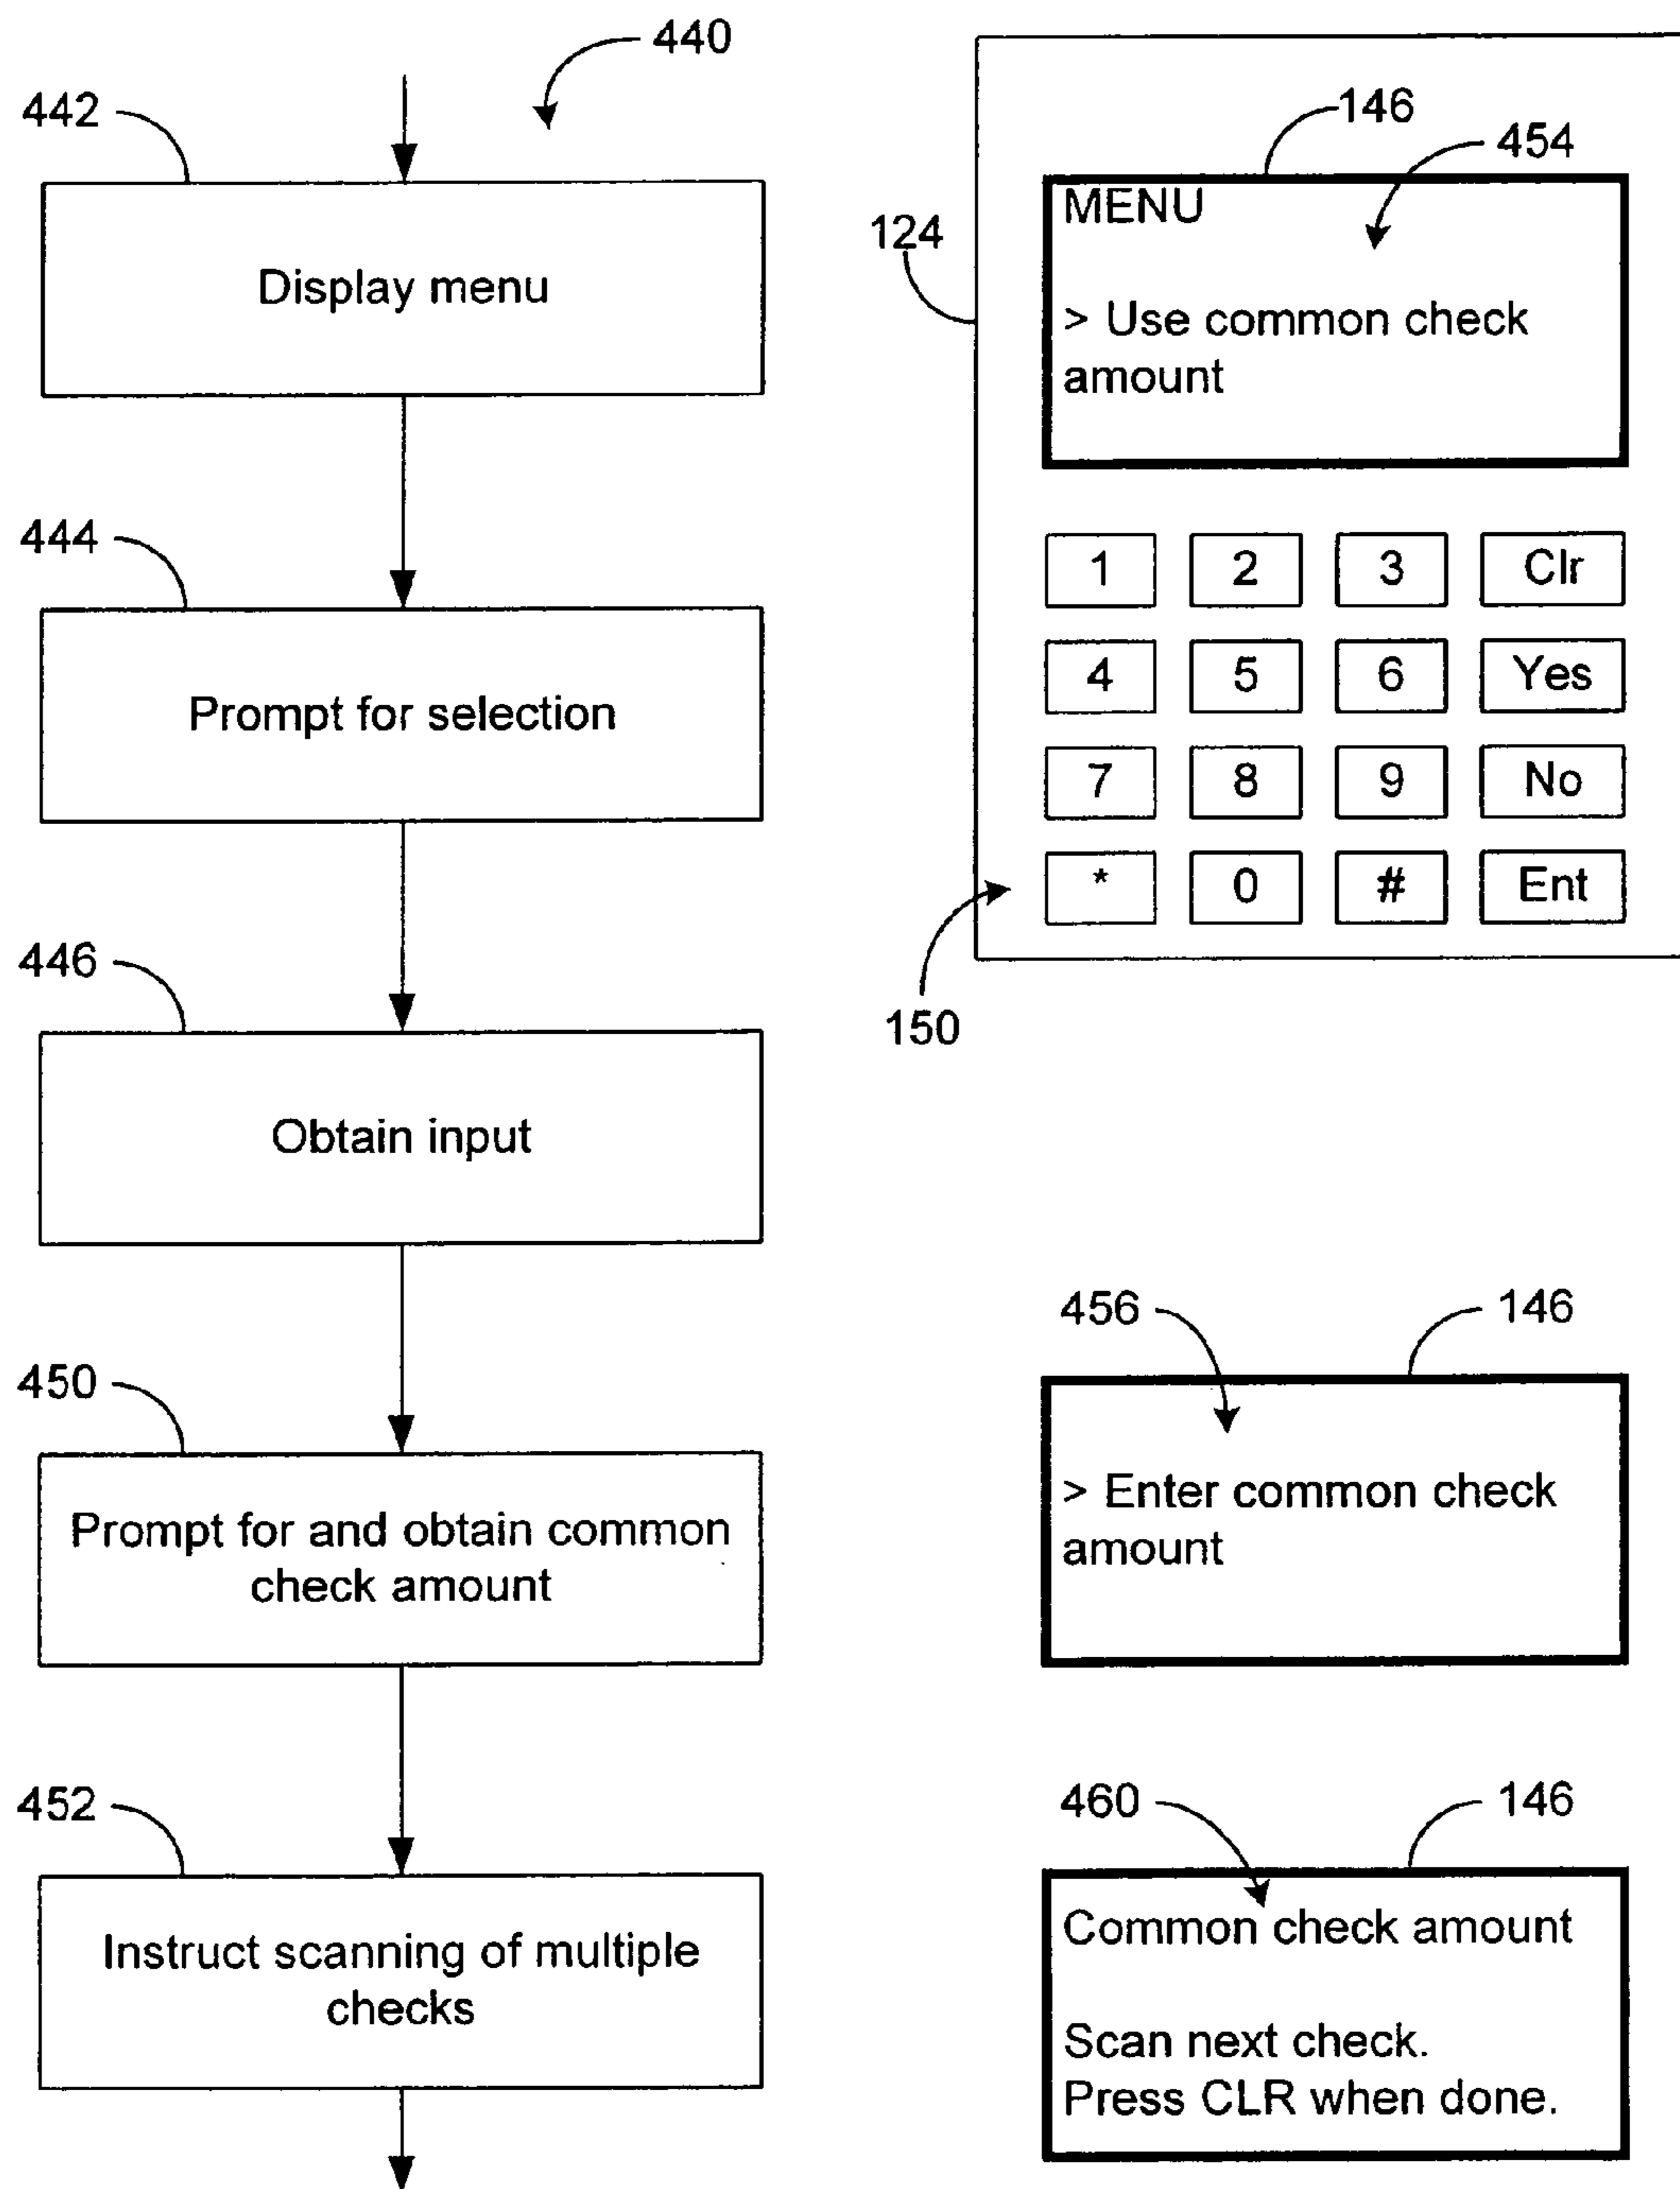 440
442
Display menu
444
Prompt for selection
446
Obtain input
450
Prompt for and obtain common
check amount
452
Instruct scanning of multiple
checks
146
454
124
MENU
> Use common check
amount
1 2 3 Clr
4 5 6 Yes
7 8 9 No
* 0 # Ent
150
456 146
> Enter common check
amount
460 146
Common check amount
Scan next check.
Press CLR when done.